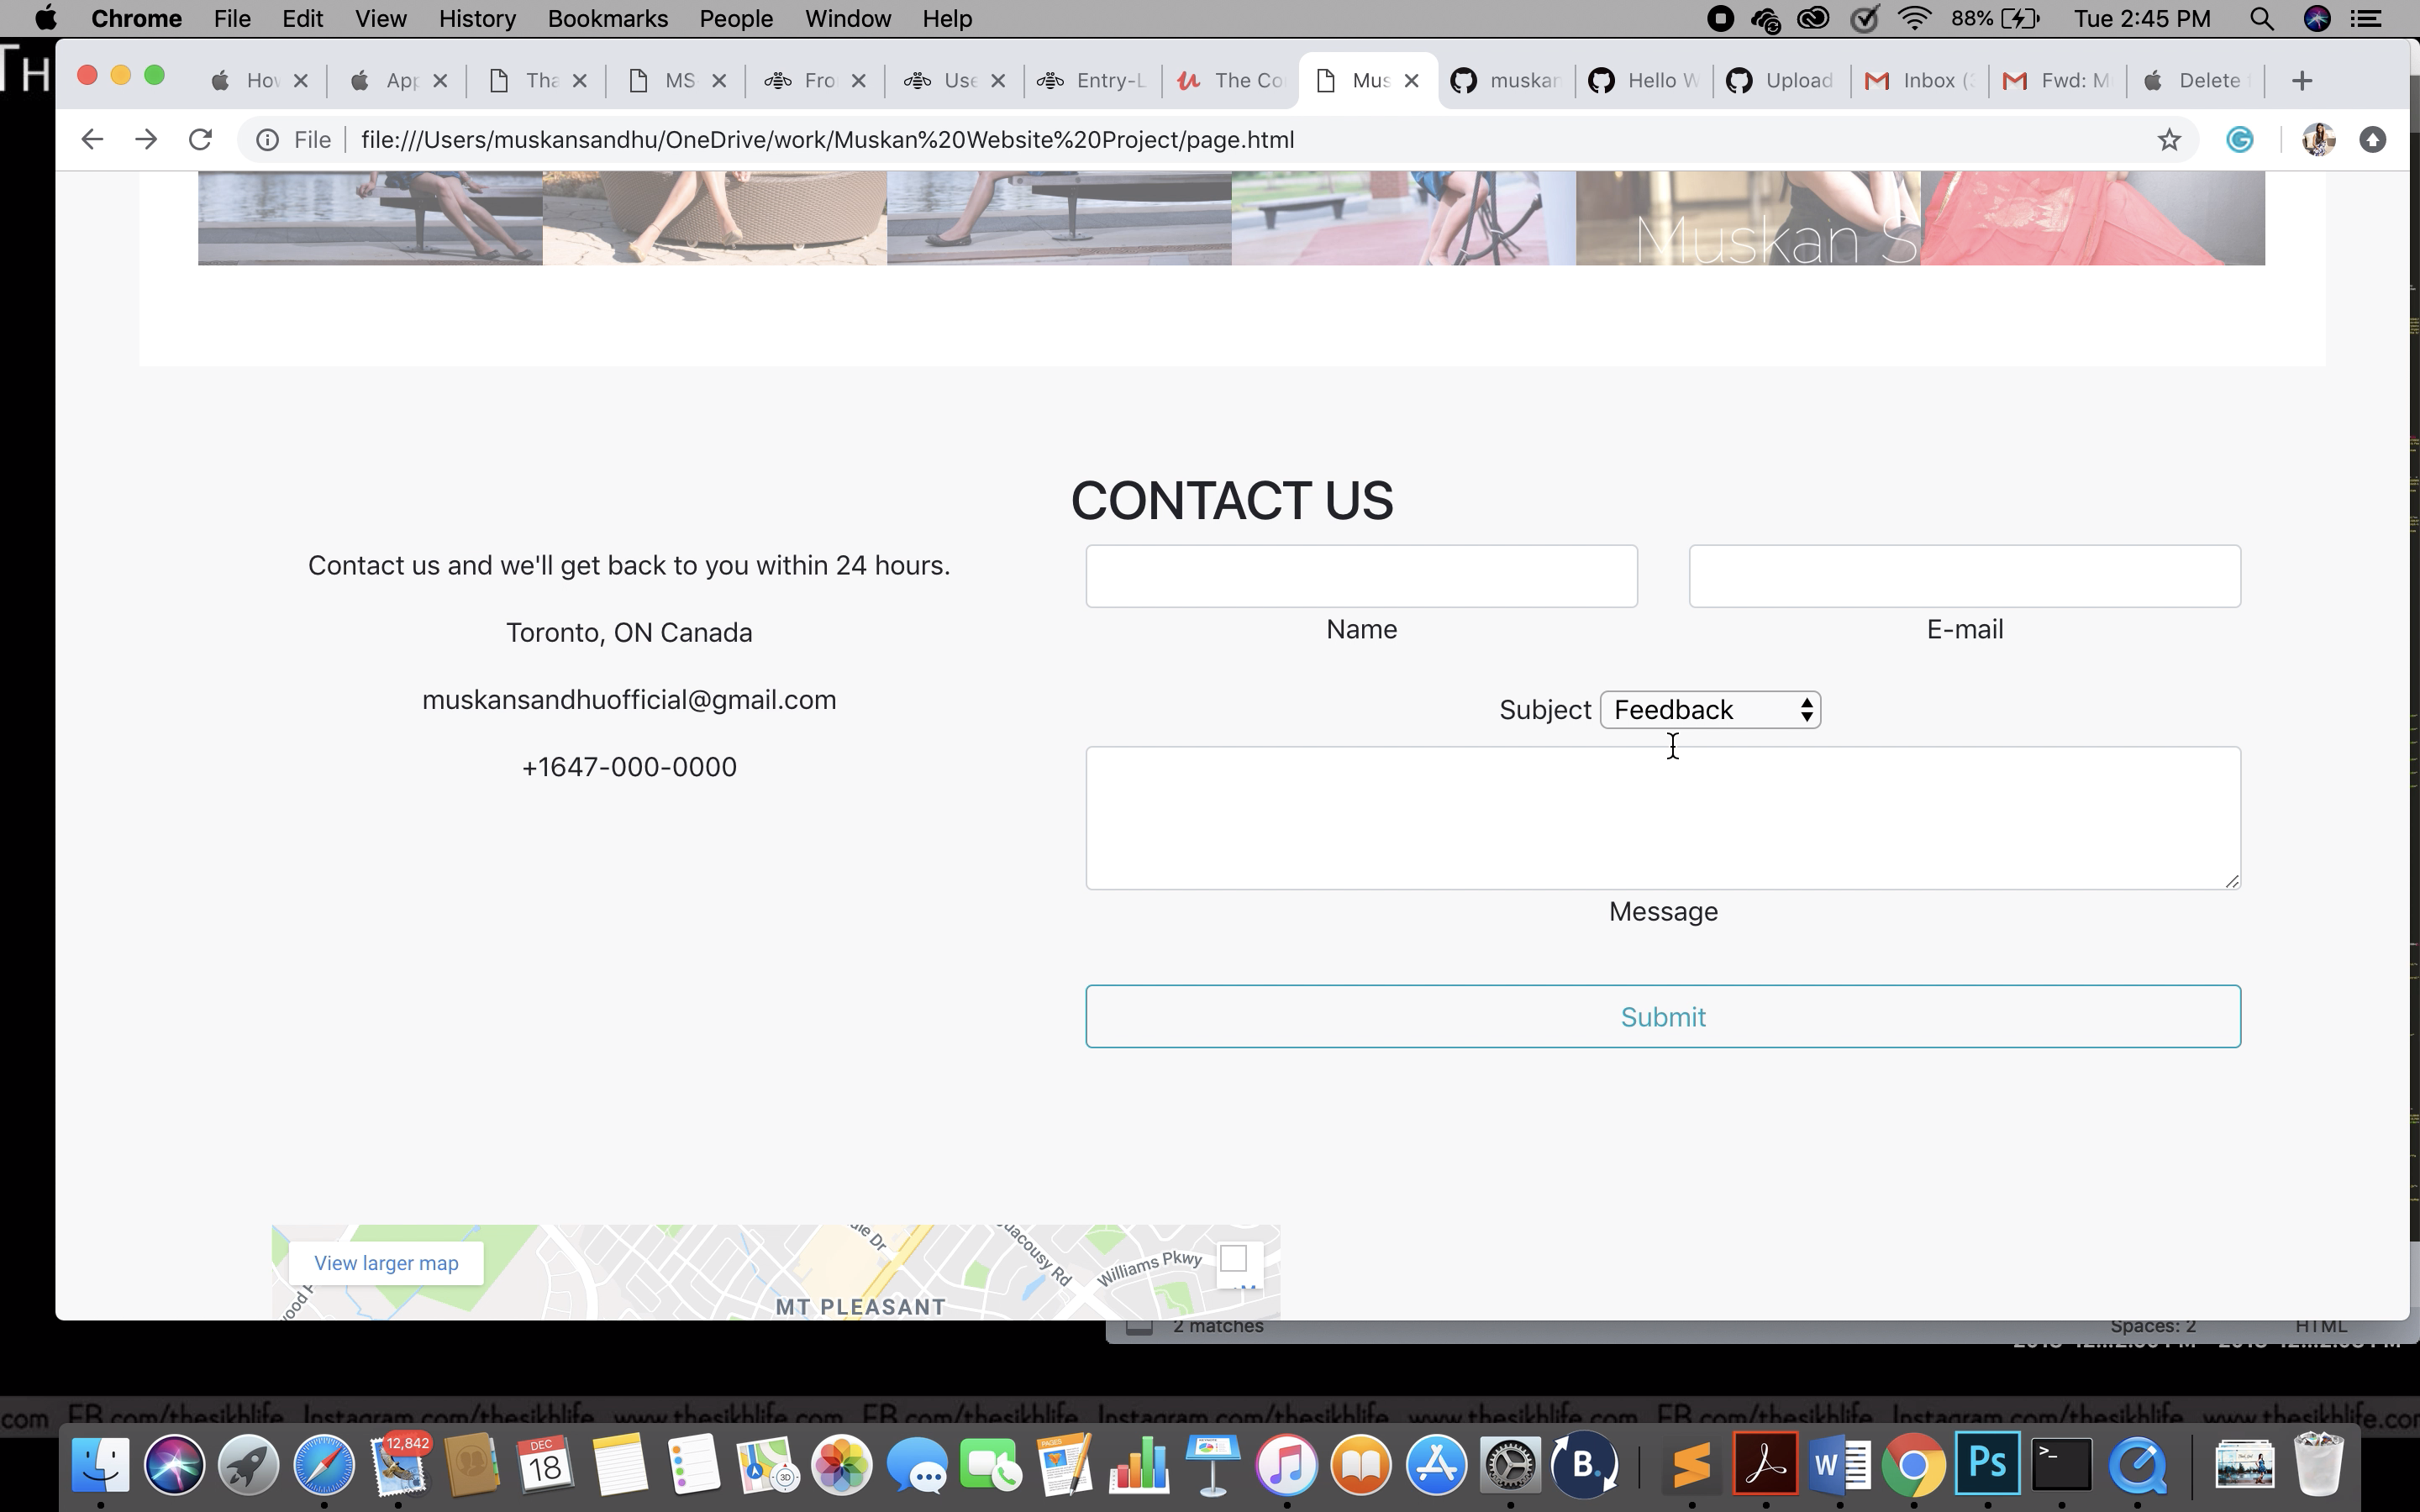 Chrome File Edit View History Bookmarks People Window Help 88% Tue 2:45 PM
TH
How App Tha MS Fro Use Entry-L The Co Mus muskan Hello W Upload Inbox ( Fwd: M Delete
File file:///Users/muskansandhu/OneDrive/work/Muskan%20Website%20Project/page.html
Muskan S
CONTACT US
Contact us and we'll get back to you within 24 hours.
Toronto, ON Canada
muskansandhuofficial@gmail.com
+1647-000-0000
Name E-mail
Subject Feedback
Message
Submit
View larger map
Williams Pkwy
MT PLEASANT
2 matches Spaces: 2 HTML
com FB.com/thesikhlife Instagram.com/thesikhlife www.thesikhlife.com FB.com/thesikhlife Instagram.com/thesikhlife www.thesikhlife.com FB.com/thesikhlife Instagram.com/thesikhlife www.thesikhlife.com
12,842
DEC
18
PAGES
3D
B.
W
Ps
>_